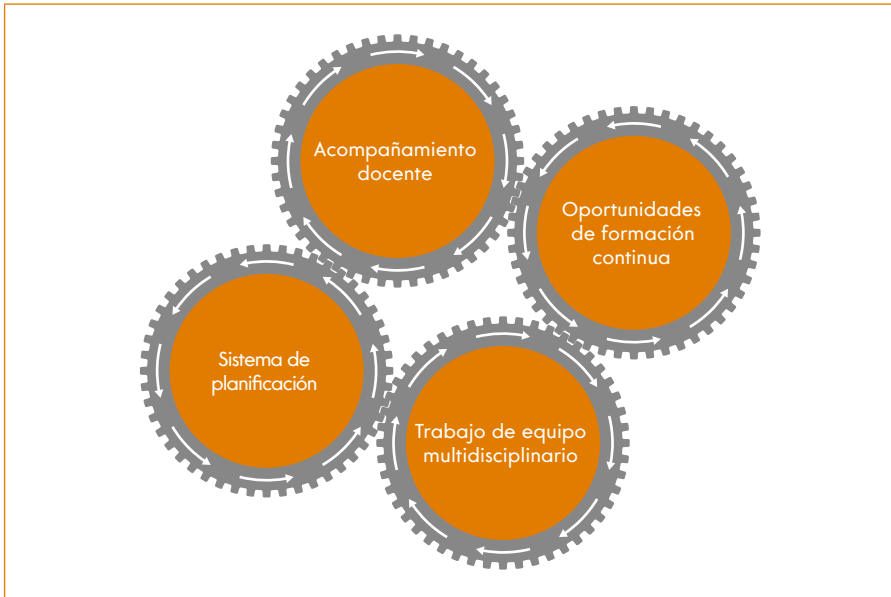 Acompañamiento
docente
Oportunidades
de formación
continua
Sistema de
planificación
Trabajo de equipo
multidisciplinario